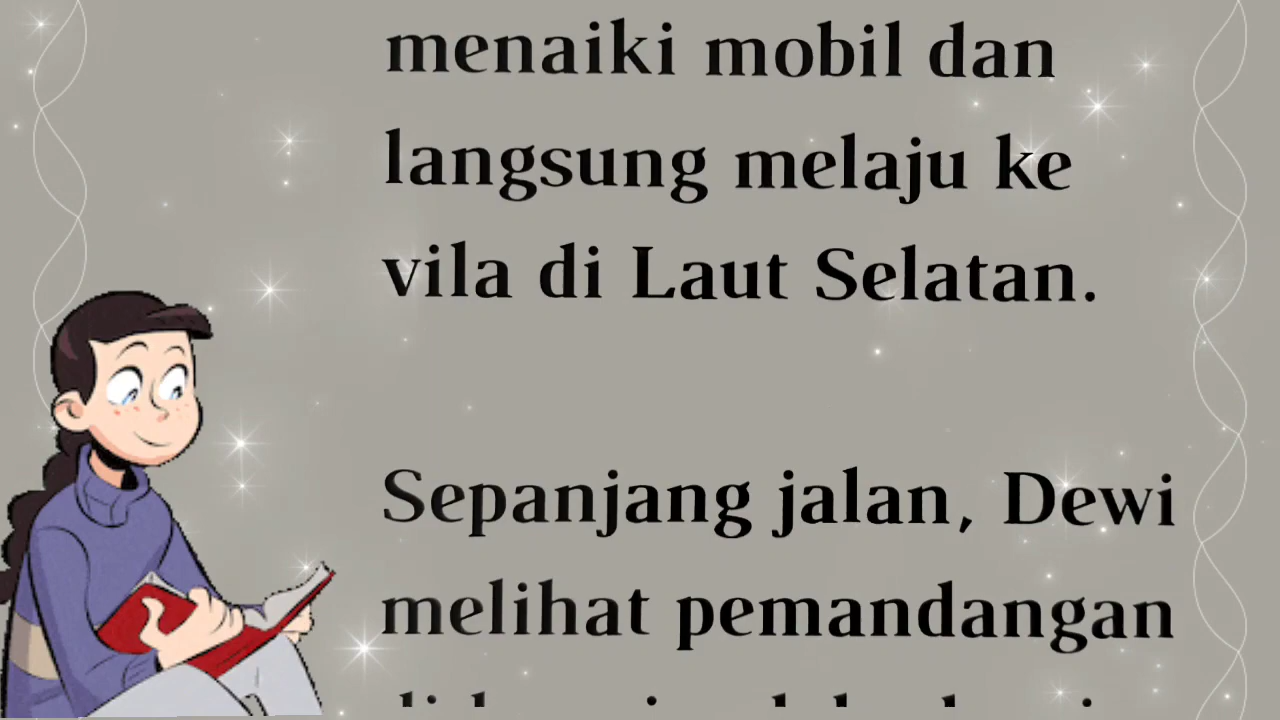 menaiki mobil dan
langsung melaju ke
vila di Laut Selatan.
Sepanjang jalan, Dewi
melihat pemandangan